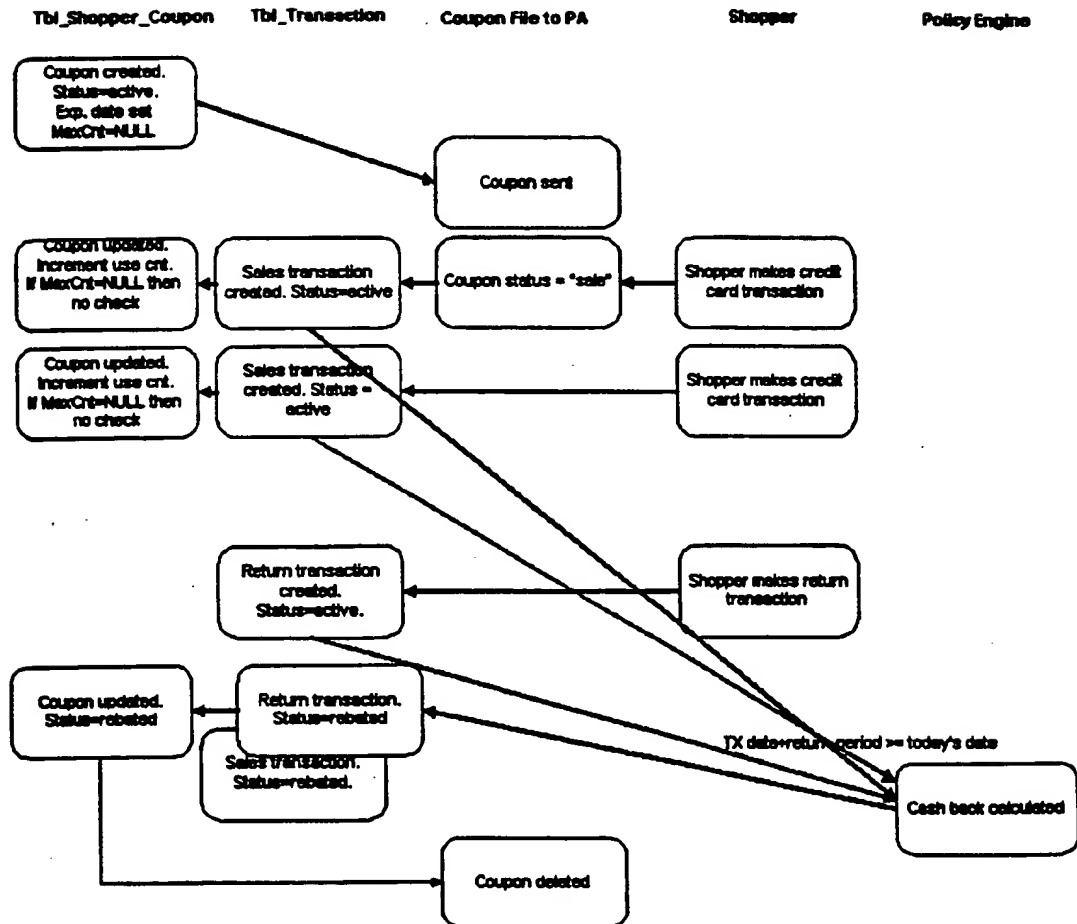 Tbl_Shopper_Coupon Tbl_Transaction Coupon File to PA Shopper Policy Engine
Coupon created.
Status=active.
Exp. date set
MaxCnt=NULL
Coupon sent
Coupon updated.
Increment use cnt.
If MaxCnt=NULL then
no check
Sales transaction
created. Status=active
Coupon status = "sale"
Shopper makes credit
card transaction
Coupon updated.
Increment use cnt.
If MaxCnt=NULL then
no check
Sales transaction
created. Status =
active
Shopper makes credit
card transaction
Return transaction
created.
Status=active.
Shopper makes return
transaction
Coupon updated.
Status=rebated
Return transaction.
Status=rebated
Sales transaction.
Status=rebated.
TX date+return period >= today's date
Cash back calculated
Coupon deleted